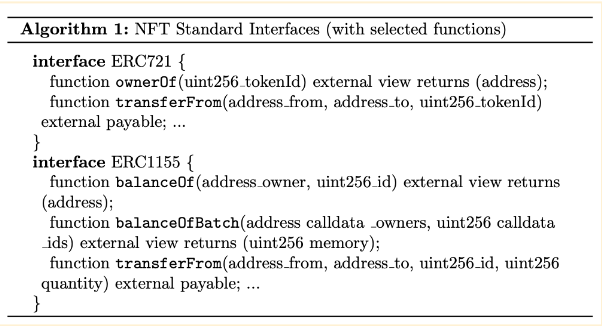 Algorithm 1: NFT Standard Interfaces (with selected functions)
interface ERC721 {
function ownerOf(uint256_tokenId) external view returns (address);
function transferFrom(address_from, address_to, uint256_tokenId)
external payable; ...
}
interface ERC1155 {
function balanceOf(address_owner, uint256_id) external view returns
(address);
function balanceOfBatch(address calldata _owners, uint256 calldata
_ids) external view returns (uint256 memory);
function transferFrom(address_from, address_to, uint256_id, uint256
quantity) external payable; ...
}